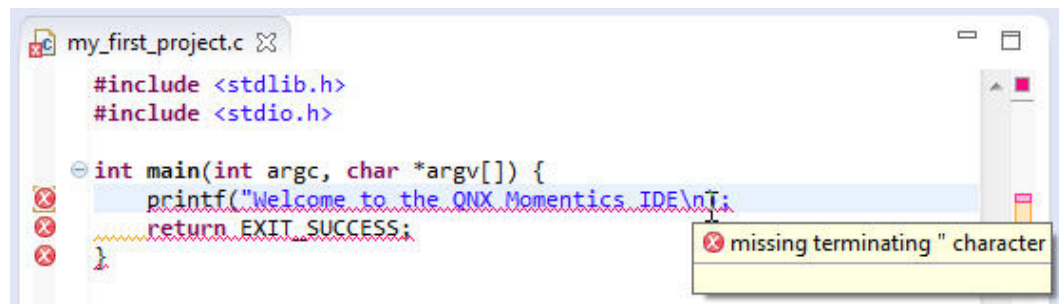 my_first_project.c
#include <stdlib.h>
#include <stdio.h>
int main(int argc, char *argv[]) {
printf("Welcome to the QNX Momentics IDE\n);
return EXIT_SUCCESS;
}
missing terminating " character